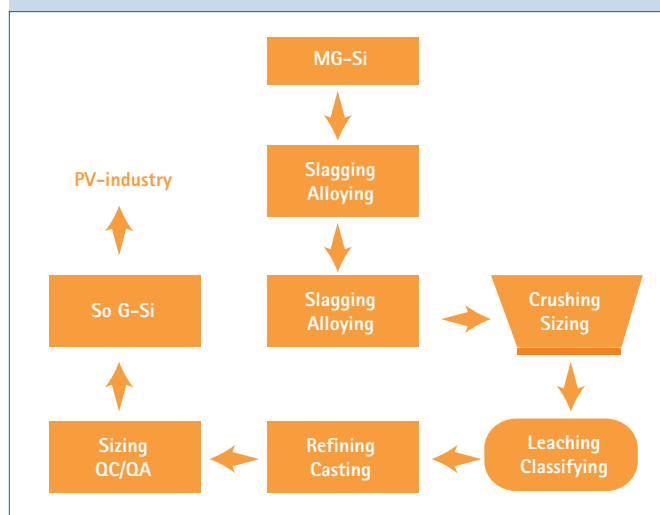 MG-Si
Slagging
Alloying
PV-industry
Slagging
Alloying
Crushing
Sizing
So G-Si
Leaching
Classifying
Refining
Casting
Sizing
QC/QA